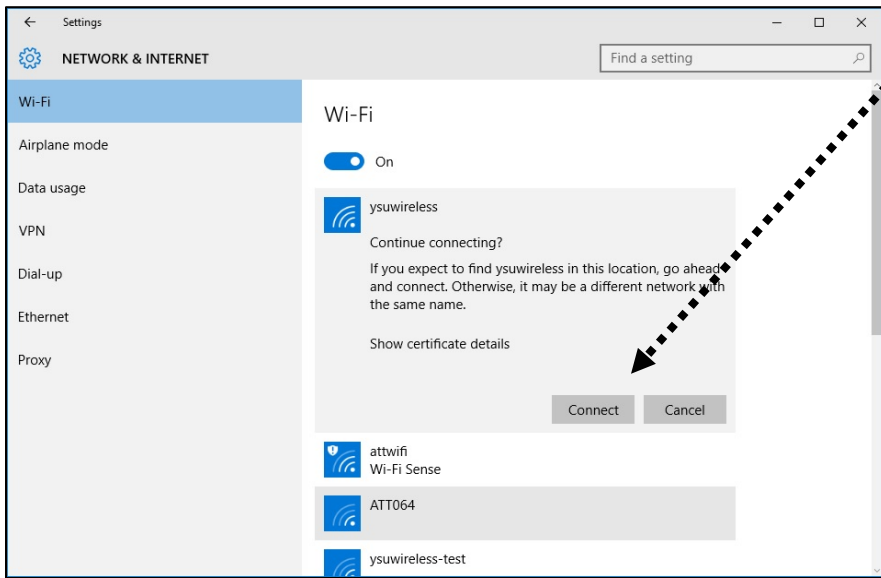 Settings
NETWORK & INTERNET
Find a setting
Wi-Fi
Airplane mode
Data usage
VPN
Dial-up
Ethernet
Proxy
Wi-Fi
On
ysuwireless
Continue connecting?
If you expect to find ysuwireless in this location, go ahead
and connect. Otherwise, it may be a different network with
the same name.
Show certificate details
Connect Cancel
attwifi
Wi-Fi Sense
ATT064
ysuwireless-test